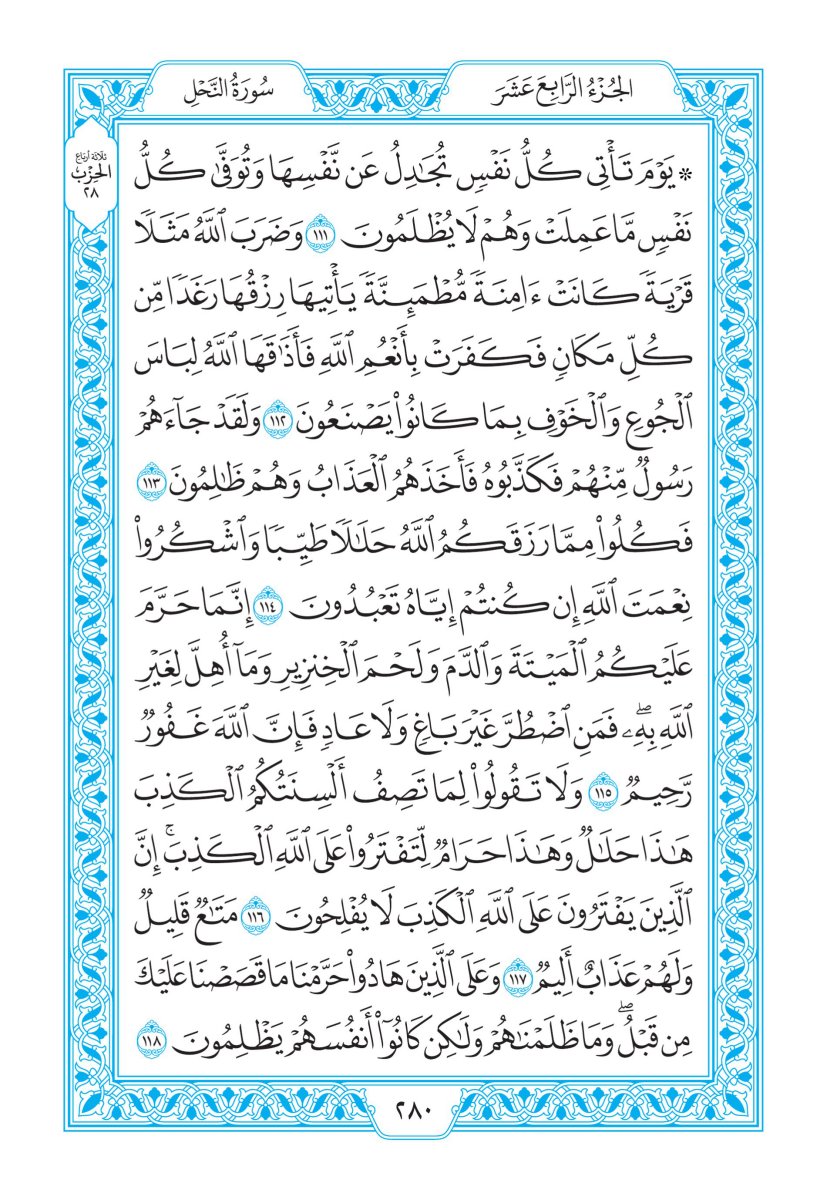 الجُزْءُ الرَّابِعَ عَشَرَ
سُورَةُ النَّحْلِ
ثلاثة أرباع
الحِزْب
٢٨
۞ يَوۡمَ تَأۡتِي كُلُّ نَفۡسٖ تُجَٰدِلُ عَن نَّفۡسِهَا وَتُوَفَّىٰ كُلُّ
نَفۡسٖ مَّا عَمِلَتۡ وَهُمۡ لَا يُظۡلَمُونَ ١١١ وَضَرَبَ ٱللَّهُ مَثَلٗا
قَرۡيَةٗ كَانَتۡ ءَامِنَةٗ مُّطۡمَئِنَّةٗ يَأۡتِيهَا رِزۡقُهَا رَغَدٗا مِّن
كُلِّ مَكَانٖ فَكَفَرَتۡ بِأَنۡعُمِ ٱللَّهِ فَأَذَٰقَهَا ٱللَّهُ لِبَاسَ
ٱلۡجُوعِ وَٱلۡخَوۡفِ بِمَا كَانُواْ يَصۡنَعُونَ ١١٢ وَلَقَدۡ جَآءَهُمۡ
رَسُولٞ مِّنۡهُمۡ فَكَذَّبُوهُ فَأَخَذَهُمُ ٱلۡعَذَابُ وَهُمۡ ظَٰلِمُونَ ١١٣
فَكُلُواْ مِمَّا رَزَقَكُمُ ٱللَّهُ حَلَٰلٗا طَيِّبٗا وَٱشۡكُرُواْ
نِعۡمَتَ ٱللَّهِ إِن كُنتُمۡ إِيَّاهُ تَعۡبُدُونَ ١١٤ إِنَّمَا حَرَّمَ
عَلَيۡكُمُ ٱلۡمَيۡتَةَ وَٱلدَّمَ وَلَحۡمَ ٱلۡخِنزِيرِ وَمَآ أُهِلَّ لِغَيۡرِ
ٱللَّهِ بِهِۦۖ فَمَنِ ٱضۡطُرَّ غَيۡرَ بَاغٖ وَلَا عَادٖ فَإِنَّ ٱللَّهَ غَفُورٞ
رَّحِيمٞ ١١٥ وَلَا تَقُولُواْ لِمَا تَصِفُ أَلۡسِنَتُكُمُ ٱلۡكَذِبَ
هَٰذَا حَلَٰلٞ وَهَٰذَا حَرَامٞ لِّتَفۡتَرُواْ عَلَى ٱللَّهِ ٱلۡكَذِبَۚ إِنَّ
ٱلَّذِينَ يَفۡتَرُونَ عَلَى ٱللَّهِ ٱلۡكَذِبَ لَا يُفۡلِحُونَ ١١٦ مَتَٰعٞ قَلِيلٞ
وَلَهُمۡ عَذَابٌ أَلِيمٞ ١١٧ وَعَلَى ٱلَّذِينَ هَادُواْ حَرَّمۡنَا مَا قَصَصۡنَا عَلَيۡكَ
مِن قَبۡلُۖ وَمَا ظَلَمۡنَٰهُمۡ وَلَٰكِن كَانُوٓاْ أَنفُسَهُمۡ يَظۡلِمُونَ ١١٨
٢٨٠